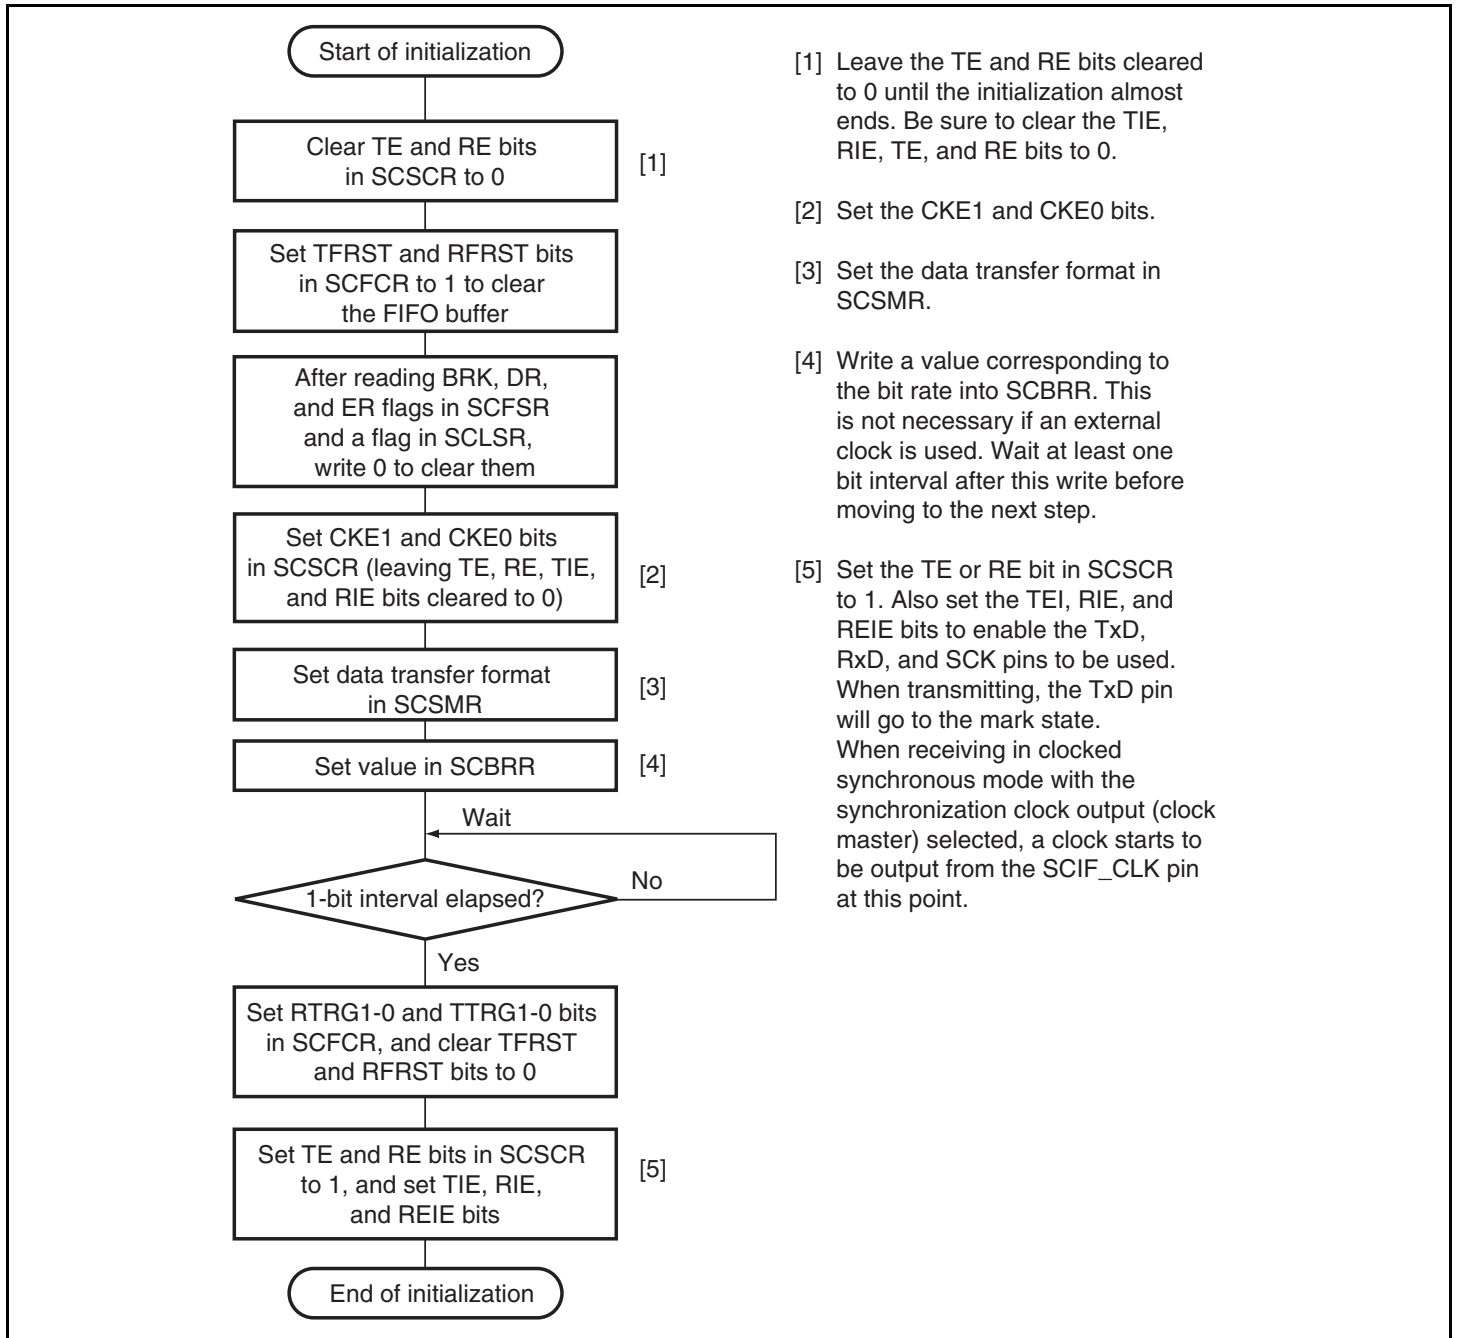 Start of initialization
Clear TE and RE bits
in SCSCR to 0
[1]
Set TFRST and RFRST bits
in SCFCR to 1 to clear
the FIFO buffer
After reading BRK, DR,
and ER flags in SCFSR
and a flag in SCLSR,
write 0 to clear them
Set CKE1 and CKE0 bits
in SCSCR (leaving TE, RE, TIE,
and RIE bits cleared to 0)
[2]
Set data transfer format
in SCSMR
[3]
Set value in SCBRR
[4]
Wait
1-bit interval elapsed?
No
Yes
Set RTRG1-0 and TTRG1-0 bits
in SCFCR, and clear TFRST
and RFRST bits to 0
Set TE and RE bits in SCSCR
to 1, and set TIE, RIE,
and REIE bits
[5]
End of initialization
[1] Leave the TE and RE bits cleared
to 0 until the initialization almost
ends. Be sure to clear the TIE,
RIE, TE, and RE bits to 0.
[2] Set the CKE1 and CKE0 bits.
[3] Set the data transfer format in
SCSMR.
[4] Write a value corresponding to
the bit rate into SCBRR. This
is not necessary if an external
clock is used. Wait at least one
bit interval after this write before
moving to the next step.
[5] Set the TE or RE bit in SCSCR
to 1. Also set the TEI, RIE, and
REIE bits to enable the TxD,
RxD, and SCK pins to be used.
When transmitting, the TxD pin
will go to the mark state.
When receiving in clocked
synchronous mode with the
synchronization clock output (clock
master) selected, a clock starts to
be output from the SCIF_CLK pin
at this point.